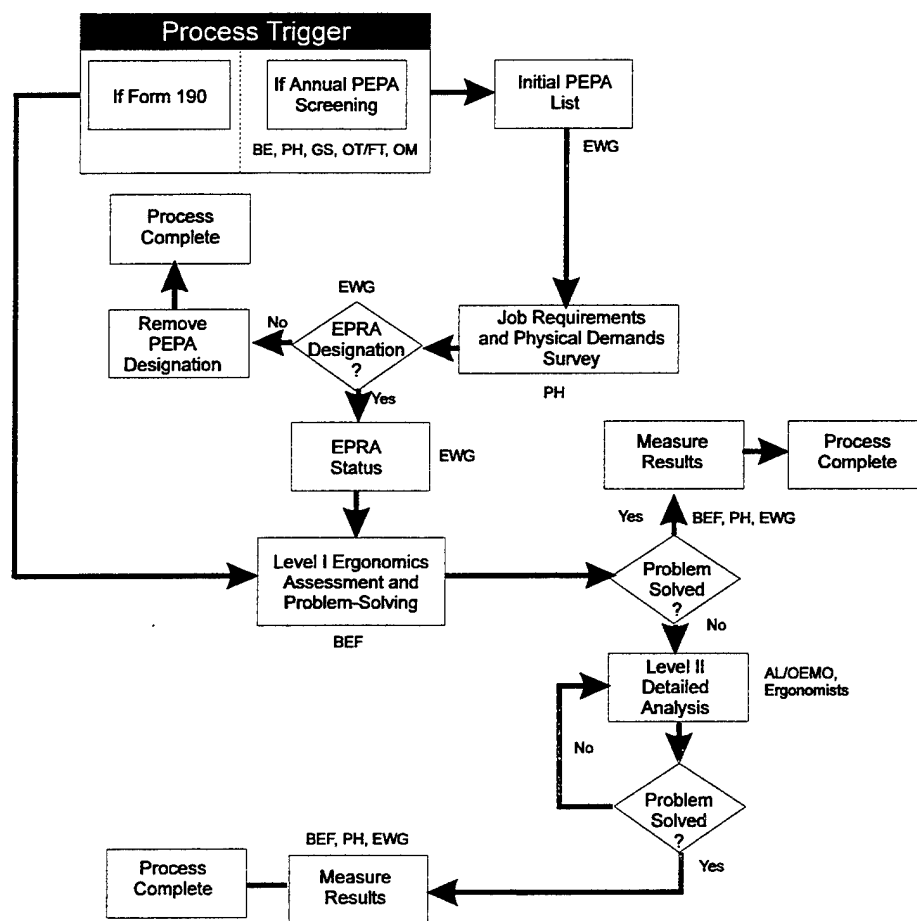 Process Trigger
If Form 190
If Annual PEPA
Screening
BE, PH, GS, OT/FT, OM
Initial PEPA
List
EWG
Process
Complete
EWG
No
Remove
PEPA
Designation
EPRA
Designation
?
Job Requirements
and Physical Demands
Survey
PH
Yes
EPRA
Status
EWG
Measure
Results
Process
Complete
Yes
BEF, PH, EWG
Level I Ergonomics
Assessment and
Problem-Solving
BEF
Problem
Solved
?
No
Level II
Detailed
Analysis
AL/OEMO,
Ergonomists
No
Problem
Solved
?
Yes
BEF, PH, EWG
Process
Complete
Measure
Results